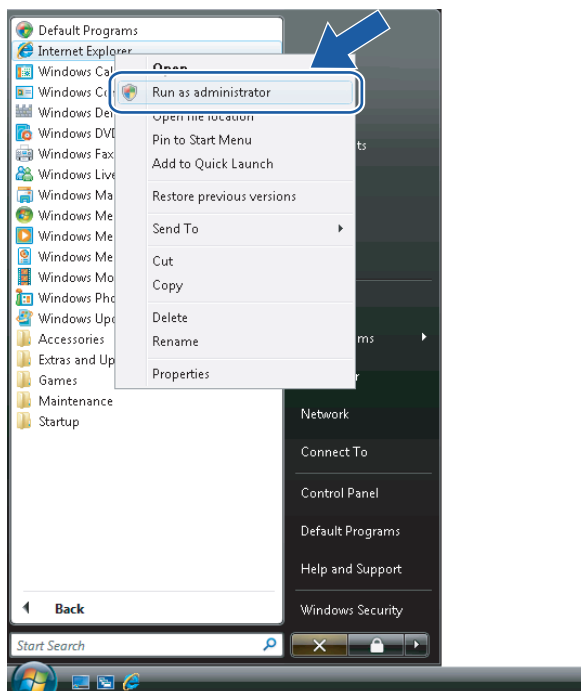 Default Programs
Internet Explorer
Windows Cal
Windows
Windows
Windows DVD
Windows Fax
Windows Live
Windows Ma
Windows Me
Windows Me
Windows Me
Windows Mo
Windows Pho
Windows Upd
Accessories
Extras and Up
Games
Maintenance
Startup
Back
Start Search
Open
Run as administrator
Open file location
Pin to Start Menu
Add to Quick Launch
Restore previous versions
Send To
Cut
Copy
Delete
Rename
Properties
ts
ms
r
Network
Connect To
Control Panel
Default Programs
Help and Support
Windows Security